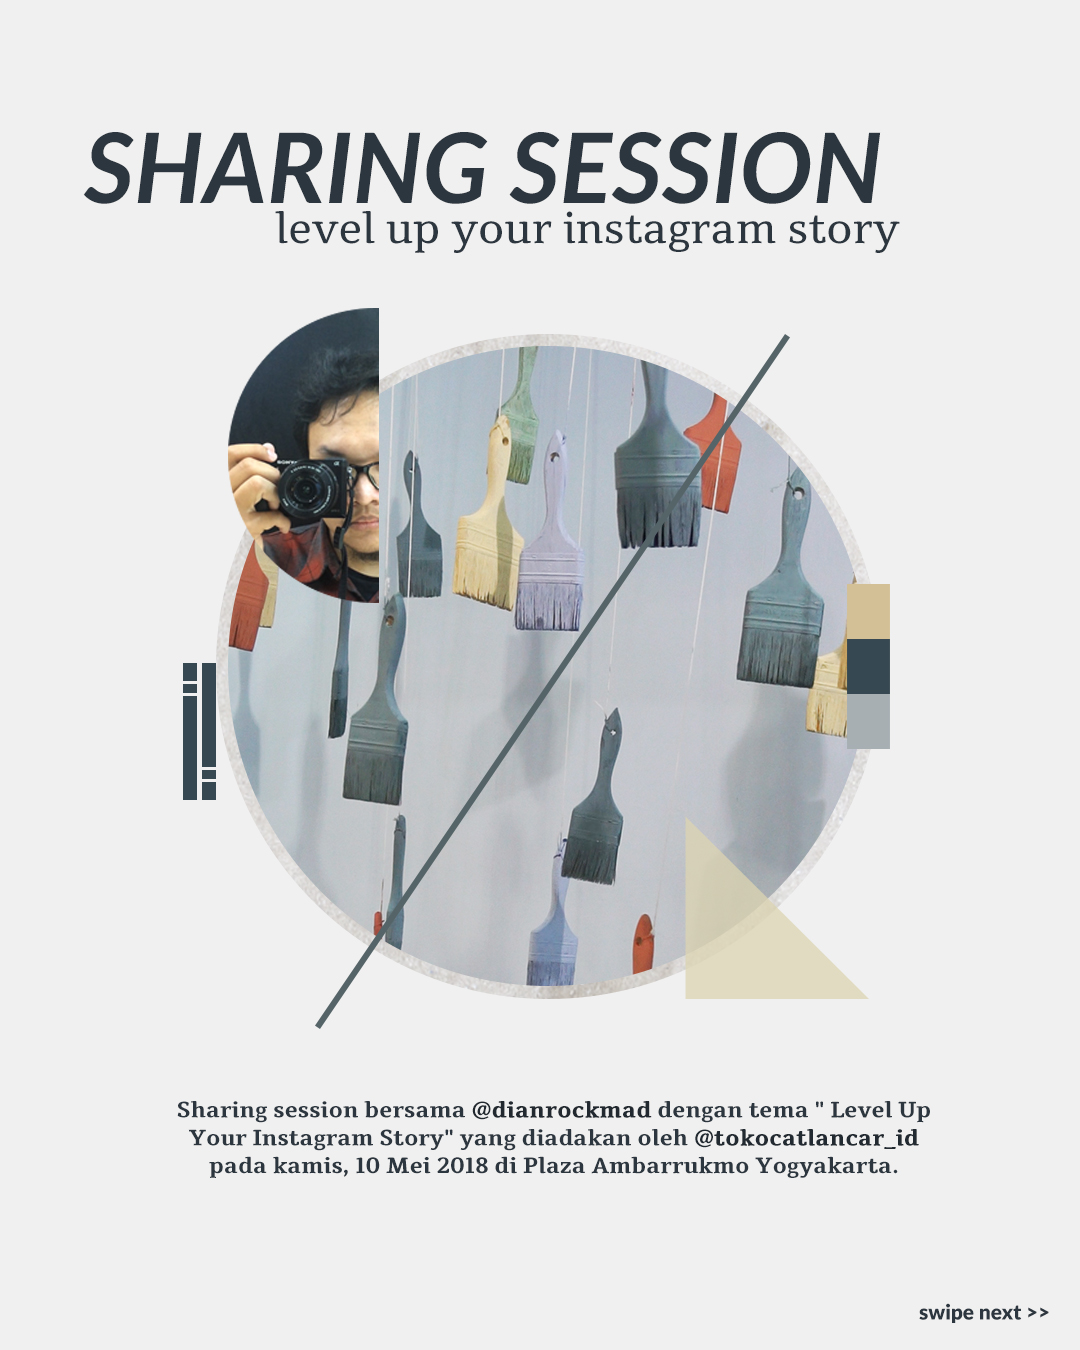 SHARING SESSION
level up your instagram story
SONY
Sharing session bersama @dianrockmad dengan tema " Level Up
Your Instagram Story" yang diadakan oleh @tokocatlancar_id
pada kamis, 10 Mei 2018 di Plaza Ambarrukmo Yogyakarta.
swipe next >>